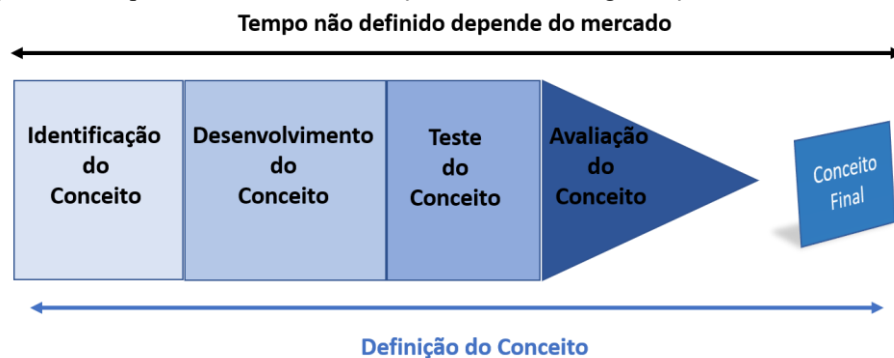 Tempo não definido depende do mercado
Identificação
do
Conceito
Desenvolvimento
do
Conceito
Teste
do
Conceito
Avaliação
do
Conceito
Conceito
Final
Definição do Conceito